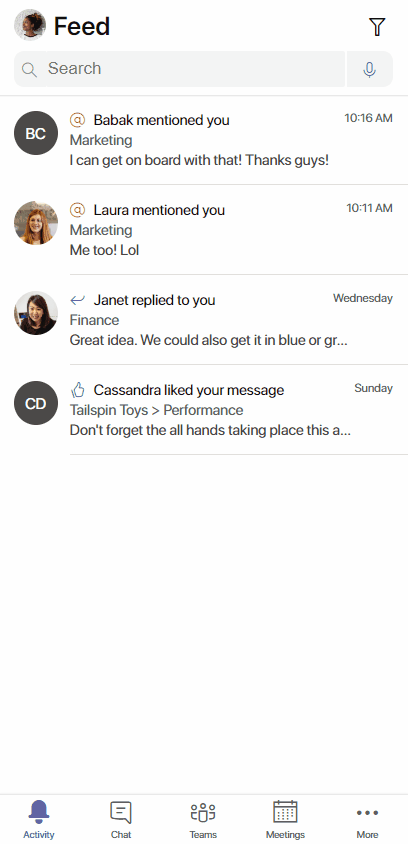 Feed
Search
BC
Babak mentioned you
10:16 AM
Marketing
I can get on board with that! Thanks guys!
Laura mentioned you
10:11 AM
Marketing
Me too! Lol
Janet replied to you
Wednesday
Finance
Great idea. We could also get it in blue or gr...
CD
Cassandra liked your message
Sunday
Tailspin Toys > Performance
Don't forget the all hands taking place this a...
Activity
Chat
Teams
Meetings
More